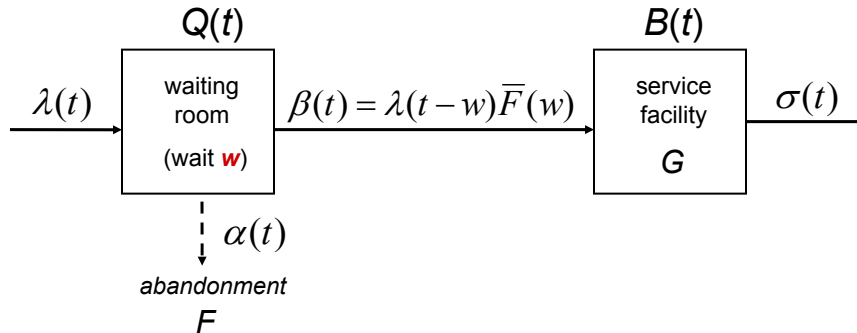 Q(t)
B(t)
λ(t)
waiting
room
(wait w)
β(t) = λ(t − w)F̅(w)
service
facility
G
σ(t)
α(t)
abandonment
F